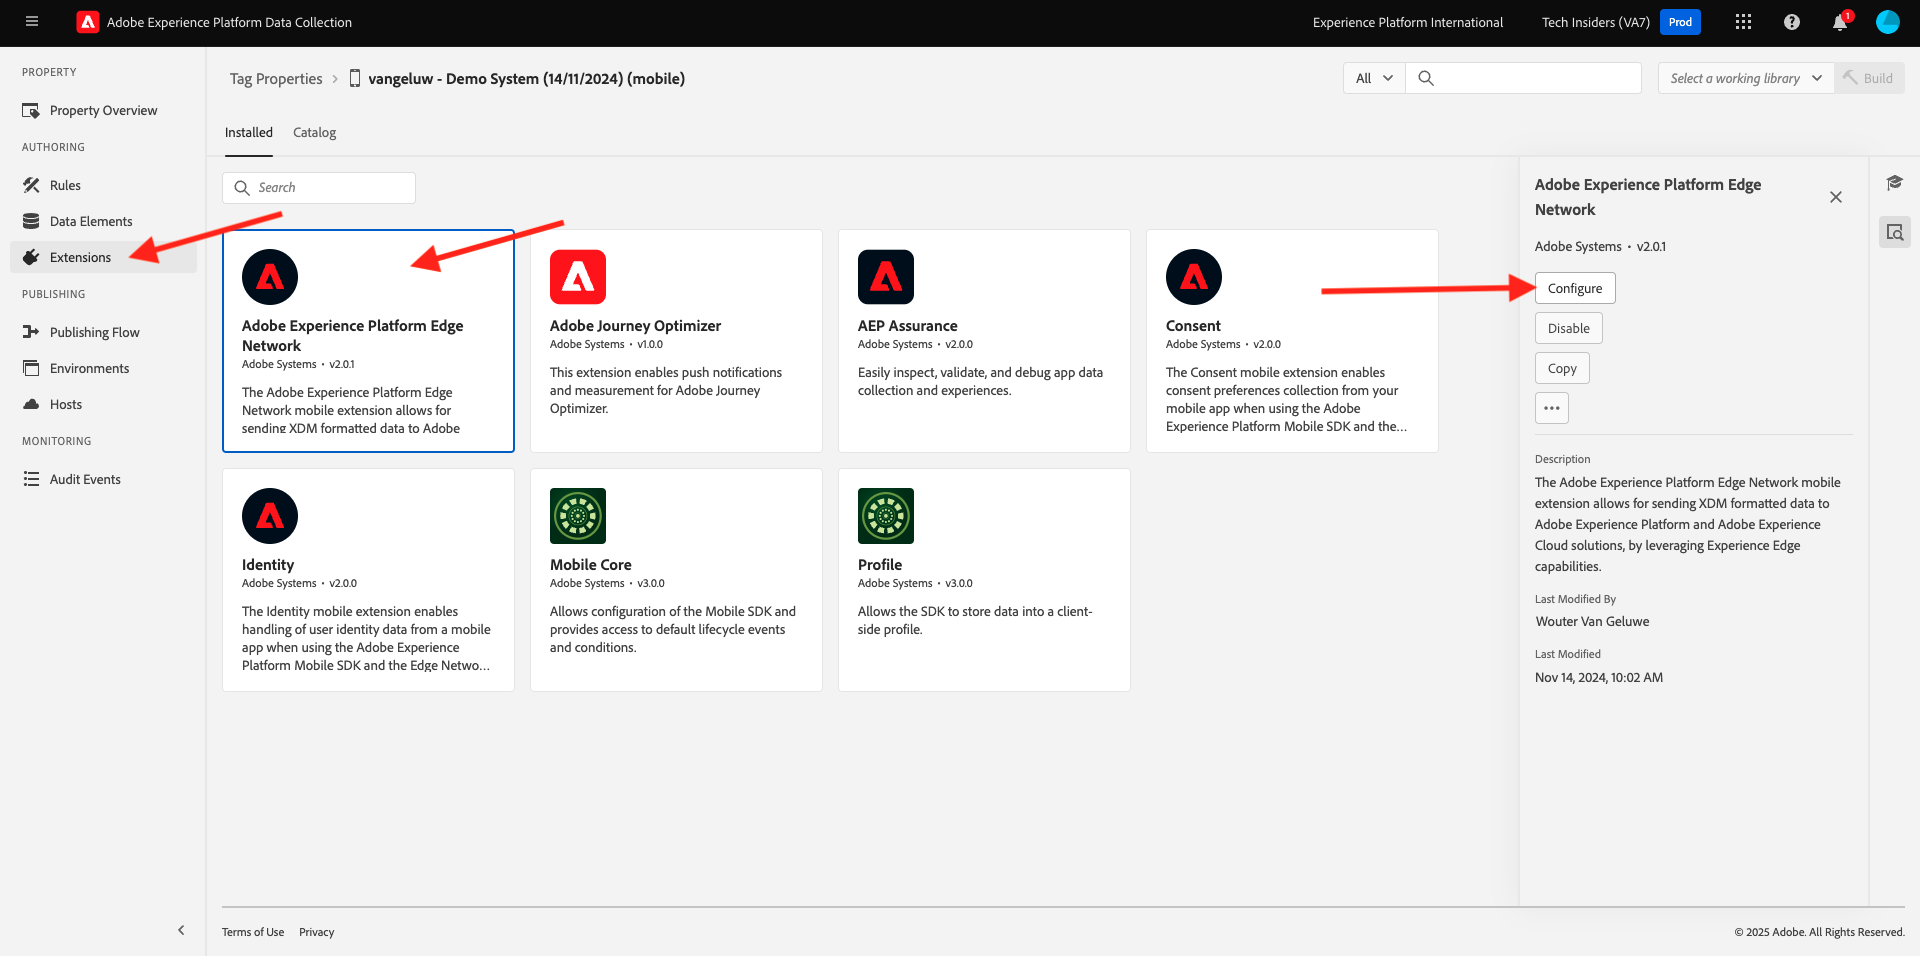 Adobe Experience Platform Data Collection
Experience Platform International
Tech Insiders (VA7)
Prod
1
PROPERTY
Property Overview
AUTHORING
Rules
Data Elements
Extensions
PUBLISHING
Publishing Flow
Environments
Hosts
MONITORING
Audit Events
Tag Properties
vangeluw - Demo System (14/11/2024) (mobile)
All
Select a working library
Build
Installed
Catalog
Search
Adobe Experience Platform Edge
Network
Adobe Systems • v2.0.1
The Adobe Experience Platform Edge
Network mobile extension allows for
sending XDM formatted data to Adobe
Adobe Journey Optimizer
Adobe Systems • v1.0.0
This extension enables push notifications
and measurement for Adobe Journey
Optimizer.
AEP Assurance
Adobe Systems • v2.0.0
Easily inspect, validate, and debug app data
collection and experiences.
Consent
Adobe Systems • v2.0.0
The Consent mobile extension enables
consent preferences collection from your
mobile app when using the Adobe
Experience Platform Mobile SDK and the...
Identity
Adobe Systems • v2.0.0
The Identity mobile extension enables
handling of user identity data from a mobile
app when using the Adobe Experience
Platform Mobile SDK and the Edge Netwo...
Mobile Core
Adobe Systems • v3.0.0
Allows configuration of the Mobile SDK and
provides access to default lifecycle events
and conditions.
Profile
Adobe Systems • v3.0.0
Allows the SDK to store data into a client-
side profile.
Adobe Experience Platform Edge
Network
Adobe Systems • v2.0.1
Configure
Disable
Copy
Description
The Adobe Experience Platform Edge Network mobile
extension allows for sending XDM formatted data to
Adobe Experience Platform and Adobe Experience
Cloud solutions, by leveraging Experience Edge
capabilities.
Last Modified By
Wouter Van Geluwe
Last Modified
Nov 14, 2024, 10:02 AM
Terms of Use
Privacy
© 2025 Adobe. All Rights Reserved.